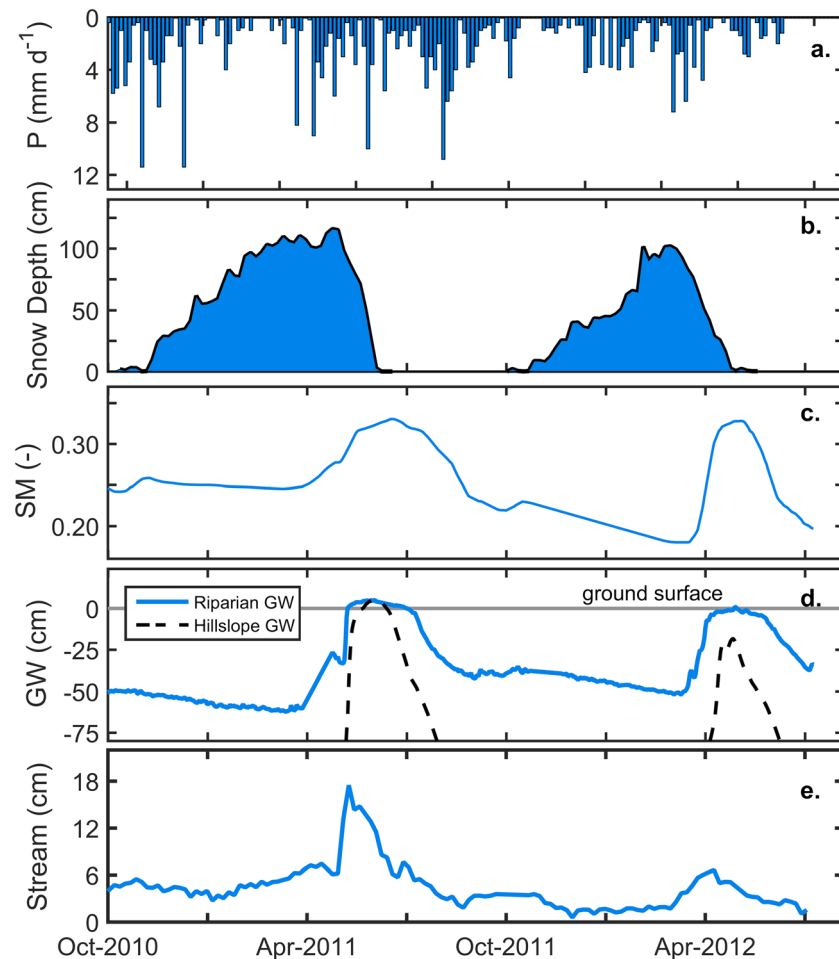 0
4
8
12
P (mm d⁻¹)
a.
100
50
0
Snow Depth (cm)
b.
0.30
0.20
SM (-)
c.
0
-25
-50
-75
GW (cm)
Riparian GW
Hillslope GW
ground surface
d.
18
12
6
0
Stream (cm)
e.
Oct-2010 Apr-2011 Oct-2011 Apr-2012